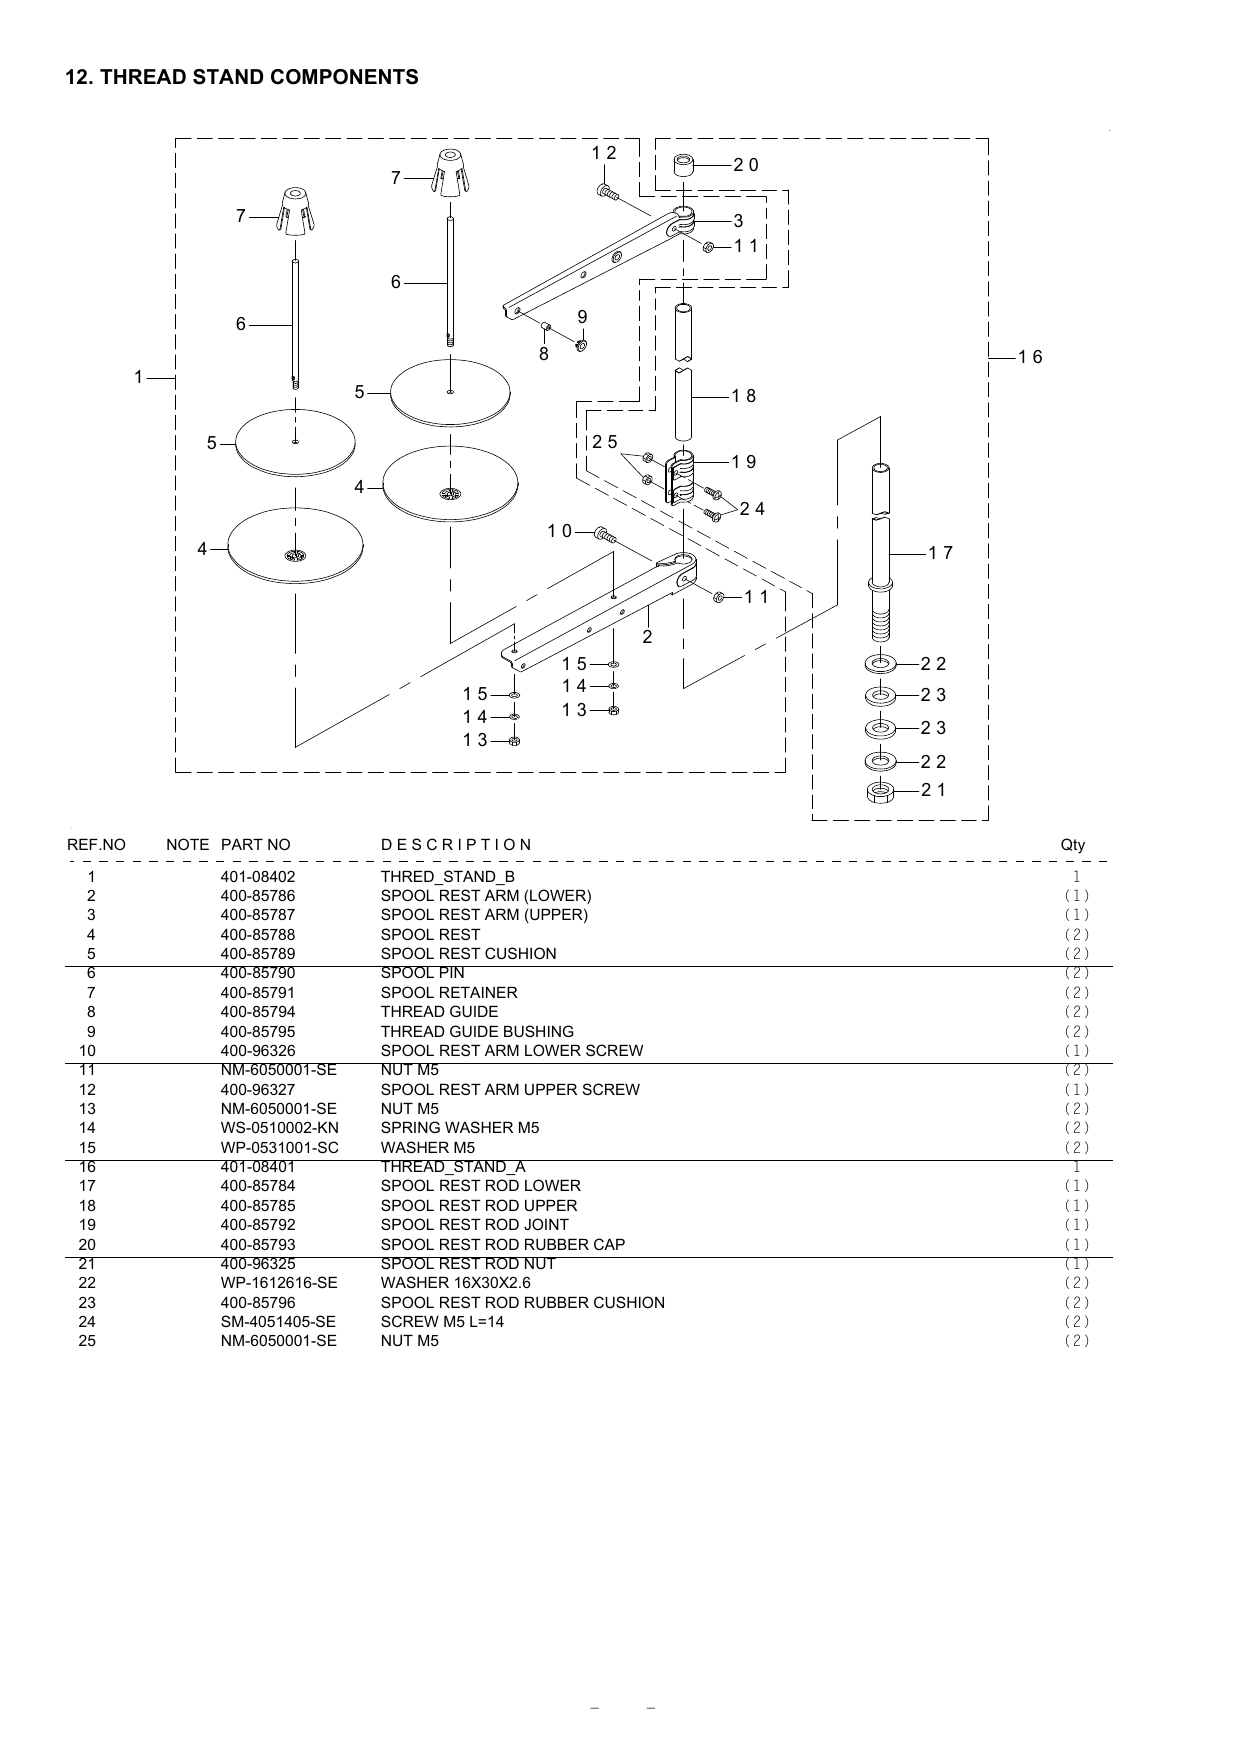 12. THREAD STAND COMPONENTS
1 2
2 0
7
7
3
1 1
6
9
6
8
1 6
1
5
1 8
5
2 5
1 9
4
2 4
1 0
4
1 7
1 1
2
1 5
2 2
1 4
1 5
2 3
1 3
1 4
2 3
1 3
2 2
2 1
REF.NO NOTE PART NO D E S C R I P T I O N Qty
1 401-08402 THRED_STAND_B 1
2 400-85786 SPOOL REST ARM (LOWER) (1)
3 400-85787 SPOOL REST ARM (UPPER) (1)
4 400-85788 SPOOL REST (2)
5 400-85789 SPOOL REST CUSHION (2)
6 400-85790 SPOOL PIN (2)
7 400-85791 SPOOL RETAINER (2)
8 400-85794 THREAD GUIDE (2)
9 400-85795 THREAD GUIDE BUSHING (2)
10 400-96326 SPOOL REST ARM LOWER SCREW (1)
11 NM-6050001-SE NUT M5 (2)
12 400-96327 SPOOL REST ARM UPPER SCREW (1)
13 NM-6050001-SE NUT M5 (2)
14 WS-0510002-KN SPRING WASHER M5 (2)
15 WP-0531001-SC WASHER M5 (2)
16 401-08401 THREAD_STAND_A 1
17 400-85784 SPOOL REST ROD LOWER (1)
18 400-85785 SPOOL REST ROD UPPER (1)
19 400-85792 SPOOL REST ROD JOINT (1)
20 400-85793 SPOOL REST ROD RUBBER CAP (1)
21 400-96325 SPOOL REST ROD NUT (1)
22 WP-1612616-SE WASHER 16X30X2.6 (2)
23 400-85796 SPOOL REST ROD RUBBER CUSHION (2)
24 SM-4051405-SE SCREW M5 L=14 (2)
25 NM-6050001-SE NUT M5 (2)
– –